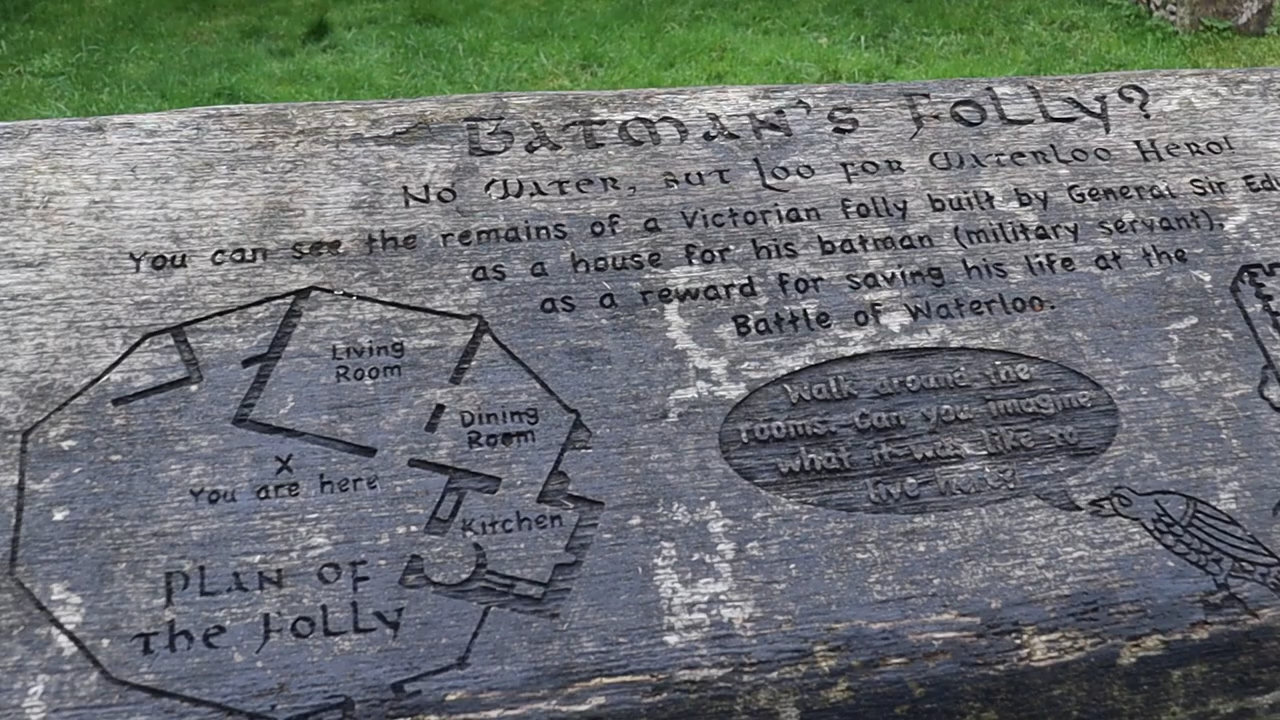 BATMAN'S FOLLY?
NO WATER, BUT LOO FOR WATERLOO HERO!
You can see the remains of a Victorian folly built by General Sir
as a house for his batman (military servant),
as a reward for saving his life at the
Battle of Waterloo.
Living
Room
Dining
Room
X
You are here
Kitchen
PLAN OF
The FOLLY
Walk around the
rooms. Can you imagine
what it was like to
live here?